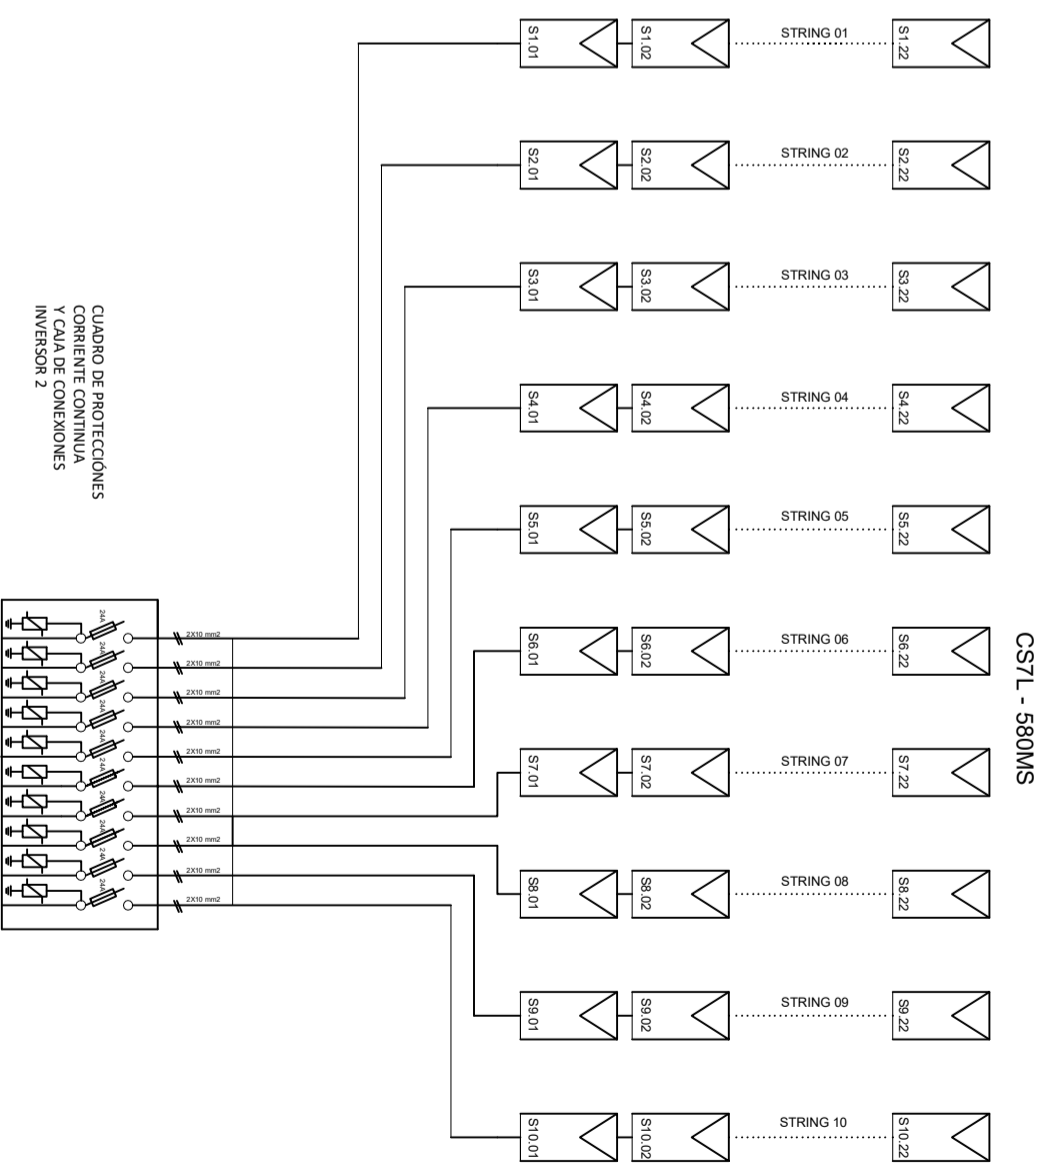 S1.01
S1.02
STRING 01
S1.22
S2.01
S2.02
STRING 02
S2.22
S3.01
S3.02
STRING 03
S3.22
S4.01
S4.02
STRING 04
S4.22
S5.01
S5.02
STRING 05
S5.22
S6.01
S6.02
STRING 06
S6.22
S7.01
S7.02
STRING 07
S7.22
S8.01
S8.02
STRING 08
S8.22
S9.01
S9.02
STRING 09
S9.22
S10.01
S10.02
STRING 10
S10.22
CS7L - 580MS
CUADRO DE PROTECCIÓNES
CORRIENTE CONTINUA
Y CAJA DE CONEXIONES
INVERSOR 2
24A
2X10 mm2
24A
2X10 mm2
24A
2X10 mm2
24A
2X10 mm2
24A
2X10 mm2
24A
2X10 mm2
24A
2X10 mm2
24A
2X10 mm2
24A
2X10 mm2
24A
2X10 mm2